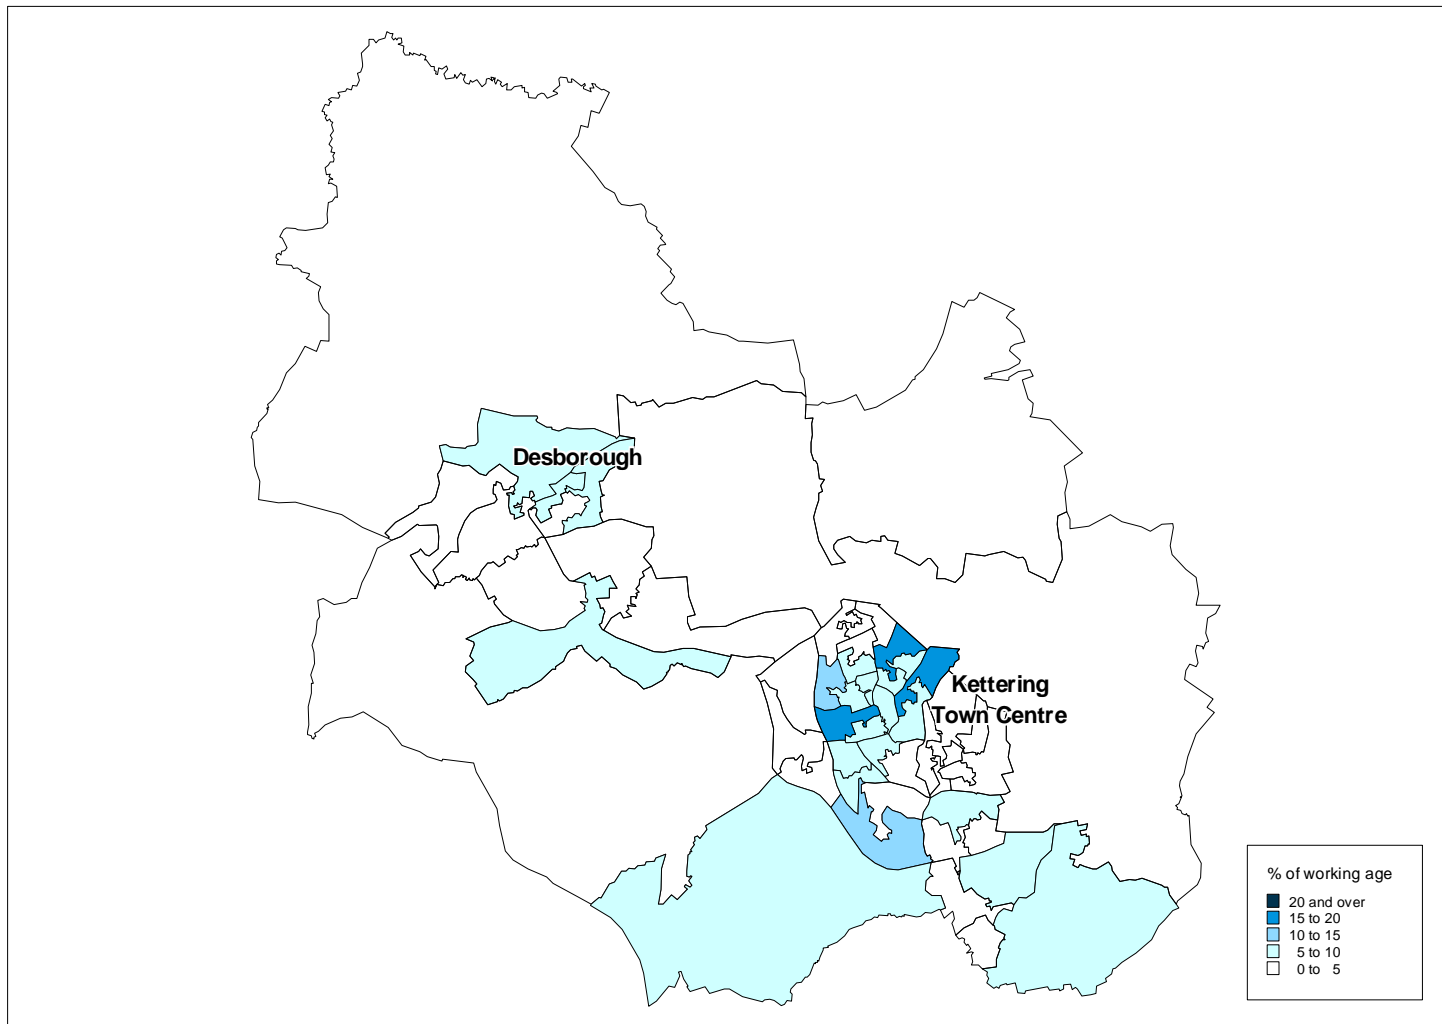 Desborough
Kettering
Town Centre
% of working age
20 and over
15 to 20
10 to 15
5 to 10
0 to 5